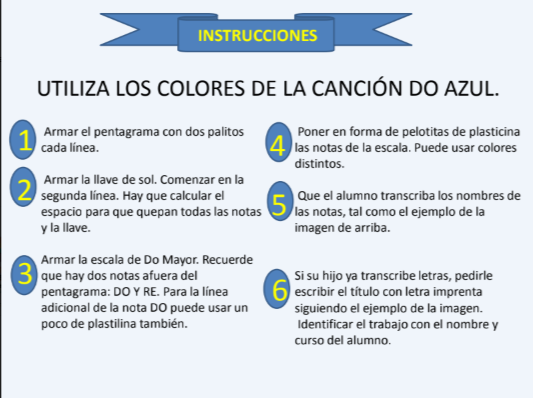 INSTRUCCIONES
UTILIZA LOS COLORES DE LA CANCIÓN DO AZUL.
1 Armar el pentagrama con dos palitos
cada línea.
2 Armar la llave de sol. Comenzar en la
segunda línea. Hay que calcular el
espacio para que quepan todas las notas
y la llave.
3 Armar la escala de Do Mayor. Recuerde
que hay dos notas afuera del
pentagrama: DO Y RE. Para la línea
adicional de la nota DO puede usar un
poco de plastilina también.
4 Poner en forma de pelotitas de plasticina
las notas de la escala. Puede usar colores
distintos.
5 Que el alumno transcriba los nombres de
las notas, tal como el ejemplo de la
imagen de arriba.
6 Si su hijo ya transcribe letras, pedirle
escribir el título con letra imprenta
siguiendo el ejemplo de la imagen.
Identificar el trabajo con el nombre y
curso del alumno.